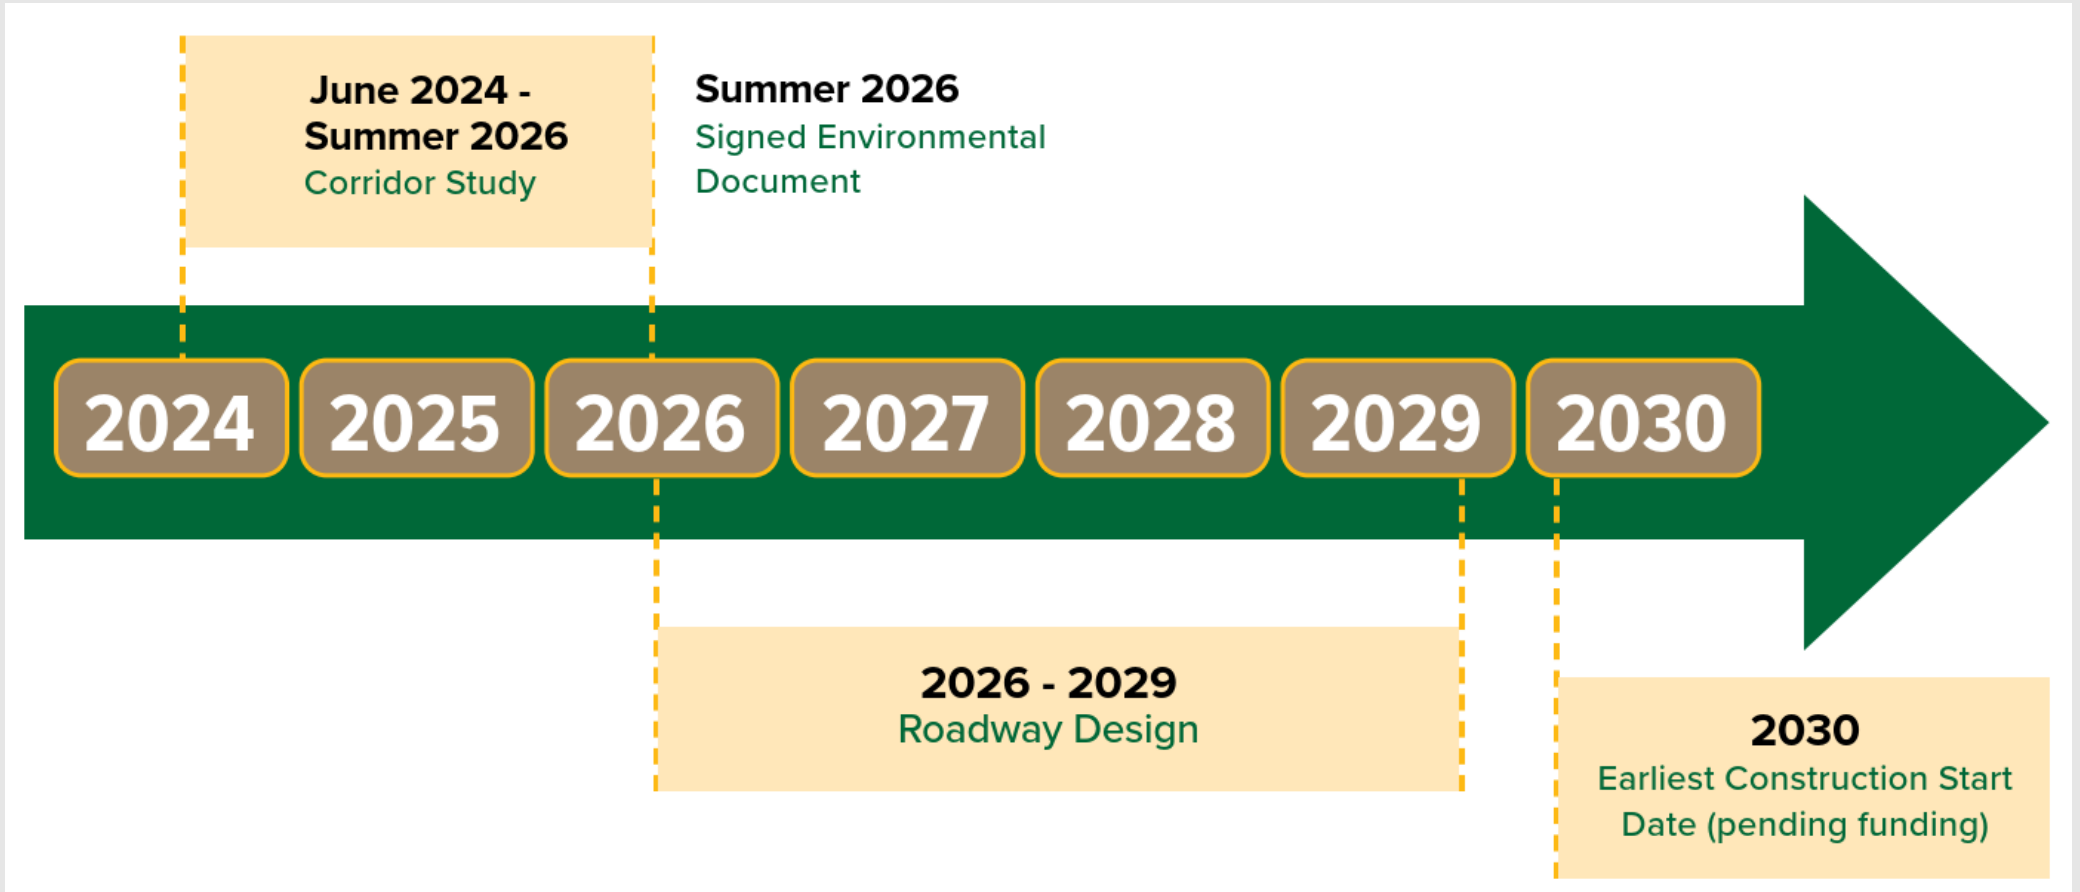 June 2024 -
Summer 2026
Corridor Study
Summer 2026
Signed Environmental
Document
2024 2025 2026 2027 2028 2029 2030
2026 - 2029
Roadway Design
2030
Earliest Construction Start
Date (pending funding)